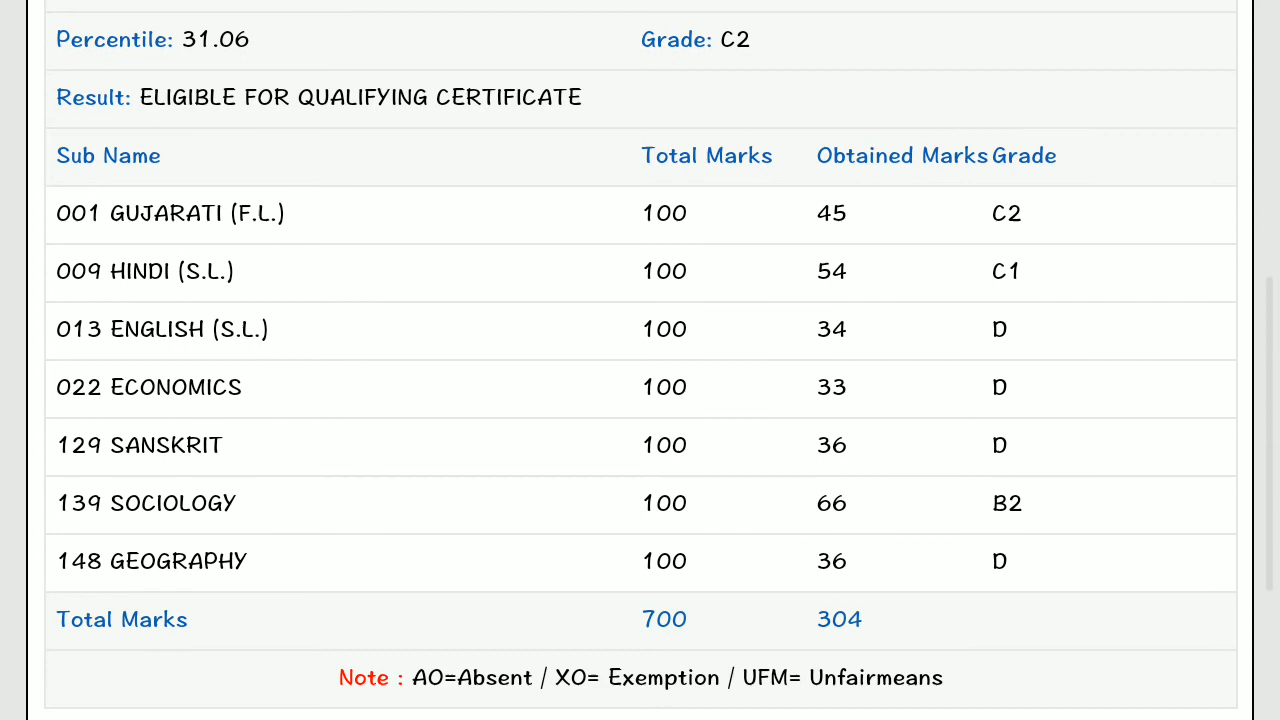 Percentile: 31.06 Grade: C2
Result: ELIGIBLE FOR QUALIFYING CERTIFICATE
Sub Name Total Marks Obtained Marks Grade
001 GUJARATI (F.L.) 100 45 C2
009 HINDI (S.L.) 100 54 C1
013 ENGLISH (S.L.) 100 34 D
022 ECONOMICS 100 33 D
129 SANSKRIT 100 36 D
139 SOCIOLOGY 100 66 B2
148 GEOGRAPHY 100 36 D
Total Marks 700 304
Note : AO=Absent / XO= Exemption / UFM= Unfairmeans